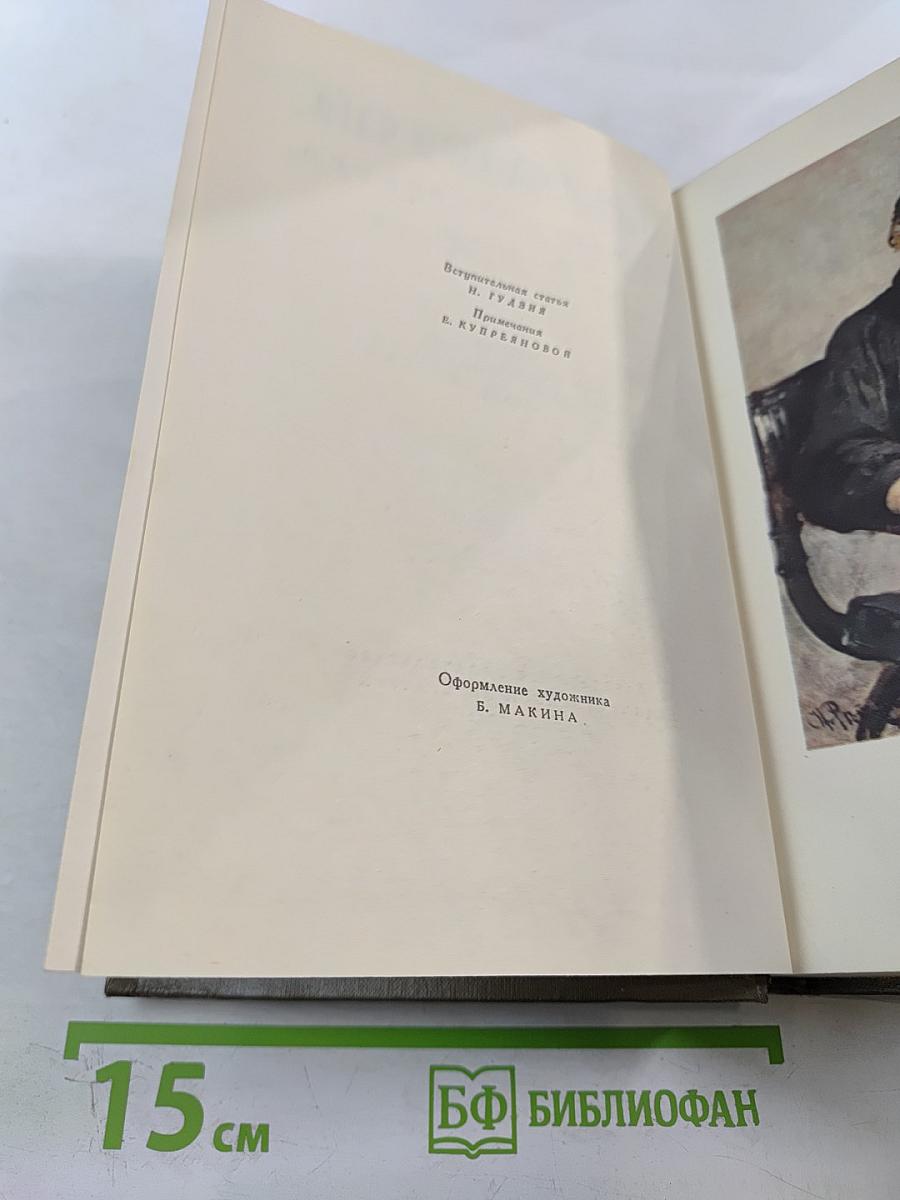 Вступительная статья
Н. ГУДЗИЯ
Примечания
Е. КУПРЕЯНОВОЙ
Оформление художника
Б. МАКИНА
15 см
БФ БИБЛИОФАН